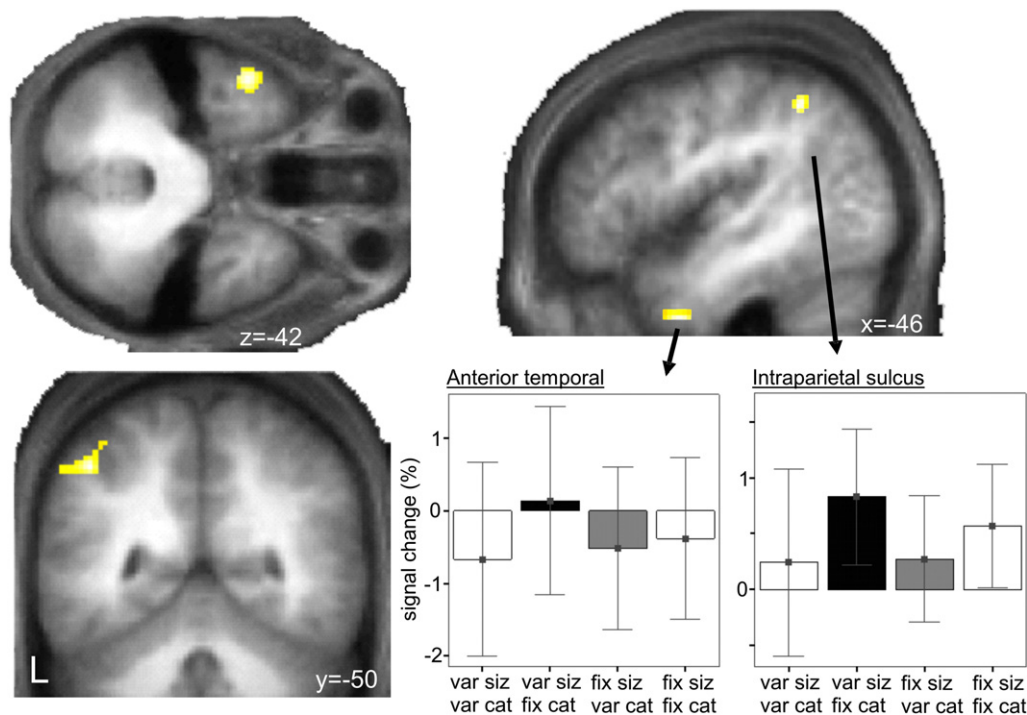 z=-42
x=-46
L
y=-50
Anterior temporal
signal change (%)
1
0
-1
-2
var siz
var cat
var siz
fix cat
fix siz
var cat
fix siz
fix cat
Intraparietal sulcus
1
0
var siz
var cat
var siz
fix cat
fix siz
var cat
fix siz
fix cat